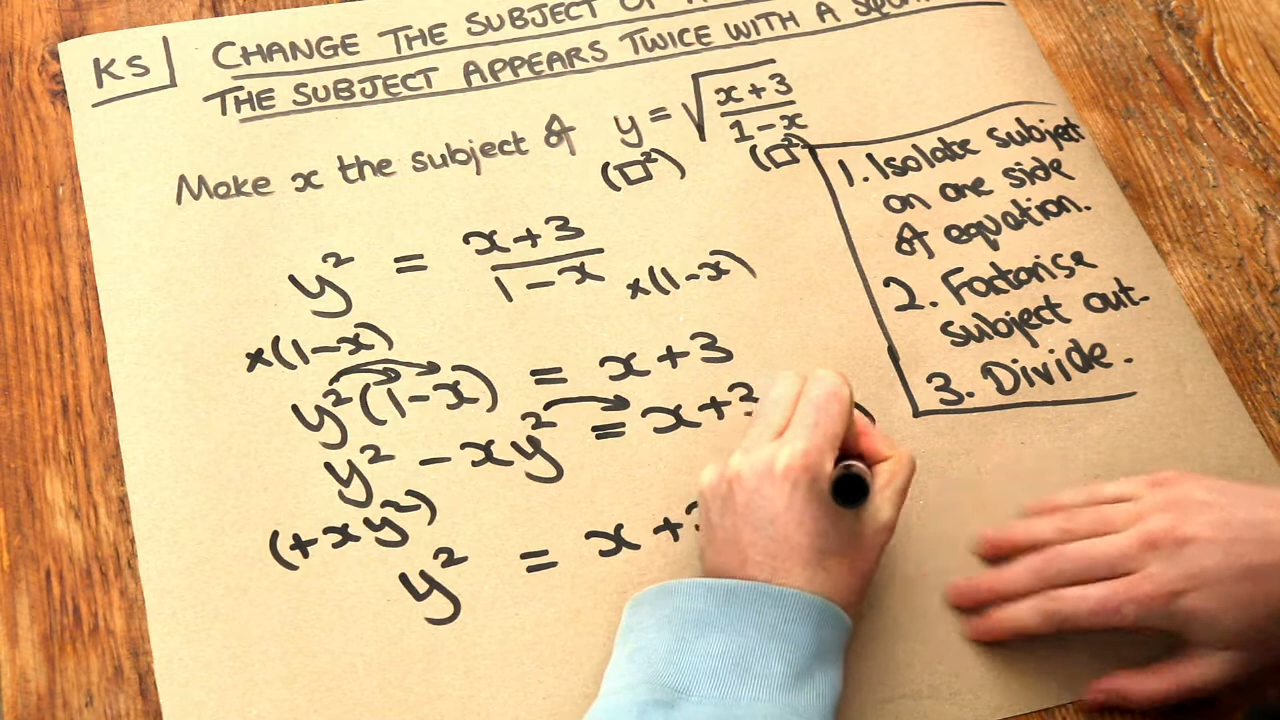 KS
CHANGE THE SUBJECT OF
THE SUBJECT APPEARS TWICE WITH A
Make x the subject of y = √((x+3)/(1-x))
(□²) (□²)
y² = (x+3)/(1-x) ×(1-x)
×(1-x)
y²(1-x) = x+3
y² - xy² = x+3
(+xy²)
y² = x+
1. Isolate subject
on one side
of equation.
2. Factorise
subject out.
3. Divide.